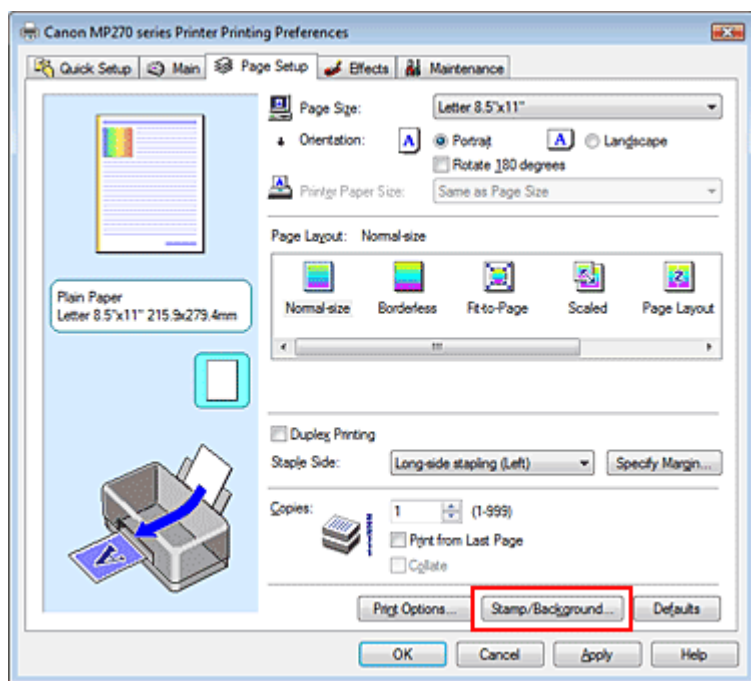 Canon MP270 series Printer Printing Preferences
Quick Setup Main Page Setup Effects Maintenance
Page Size: Letter 8.5"x11"
Orientation: A Portrait A Landscape
Rotate 180 degrees
Printer Paper Size: Same as Page Size
Page Layout: Normal-size
Normal-size Borderless Fit-to-Page Scaled Page Layout
Plain Paper
Letter 8.5"x11" 215.9x279.4mm
Duplex Printing
Staple Side: Long-side stapling (Left) Specify Margin...
Copies: 1 (1-999)
Print from Last Page
Collate
Print Options... Stamp/Background... Defaults
OK Cancel Apply Help